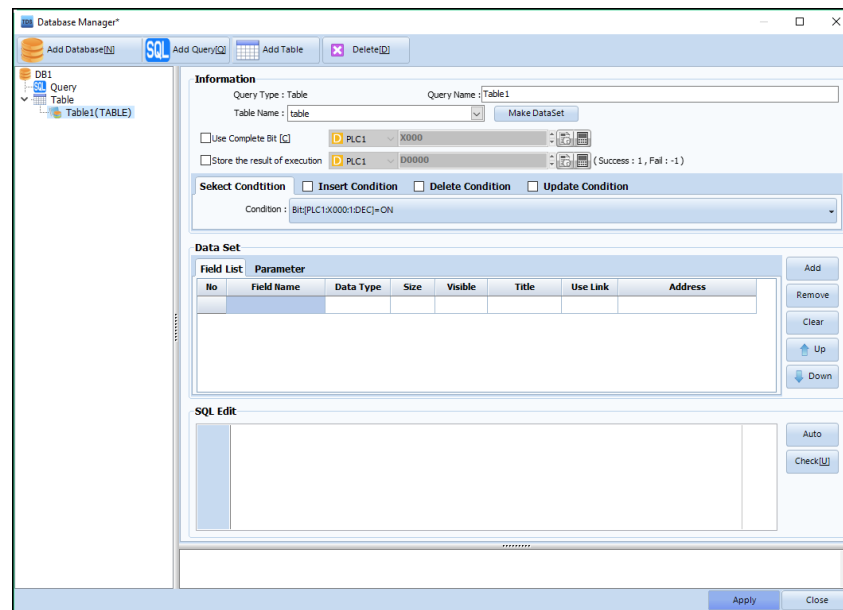 TDS Database Manager*
Add Database[N] SQL Add Query[Q] Add Table Delete[D]
DB1
SQL Query
Table
Table1(TABLE)
Information
Query Type : Table Query Name : Table1
Table Name : table Make DataSet
Use Complete Bit [C] D PLC1 X000
Store the result of execution D PLC1 D0000 ( Success : 1 , Fail : -1 )
Sekect Condtition Insert Condition Delete Condition Update Condition
Condition : Bit:[PLC1:X000:1:DEC]=ON
Data Set
Field List Parameter
No Field Name Data Type Size Visible Title Use Link Address
Add
Remove
Clear
Up
Down
SQL Edit
Auto
Check[U]
Apply Close